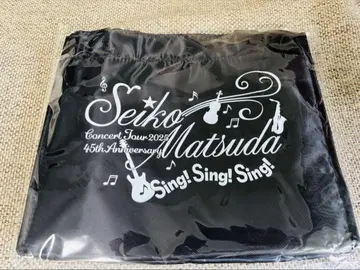 Seiko
Concert Tour 2025
Matsuda
45th Anniversary
Sing! Sing! Sing!